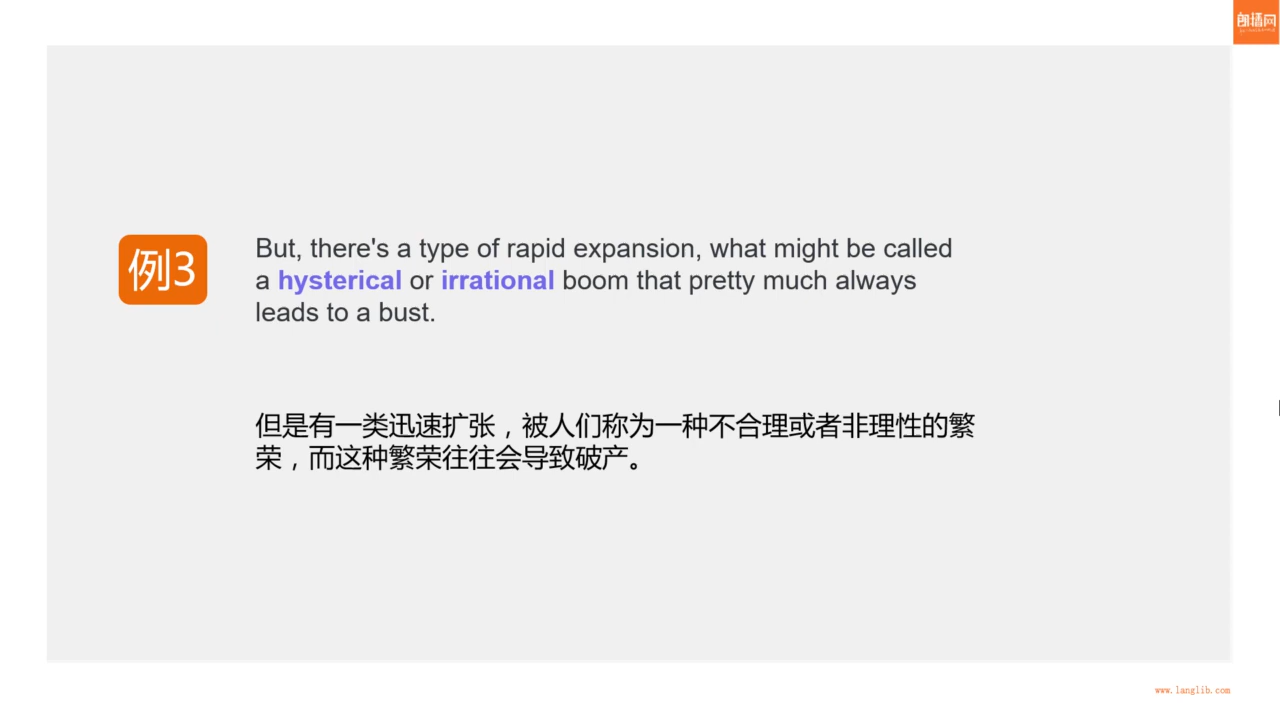 朗播网
例3
But, there's a type of rapid expansion, what might be called
a hysterical or irrational boom that pretty much always
leads to a bust.
但是有一类迅速扩张，被人们称为一种不合理或者非理性的繁
荣，而这种繁荣往往会导致破产。
www.langlib.com